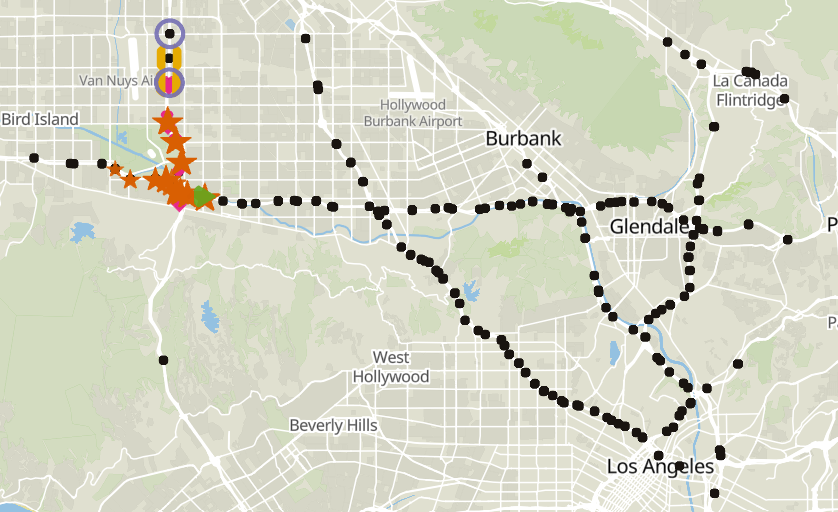 La Cañada
Flintridge
Van Nuys Ai
Hollywood
Burbank Airport
Bird Island
Burbank
Glendale
P
West
Hollywood
Pa
Beverly Hills
Los Angeles